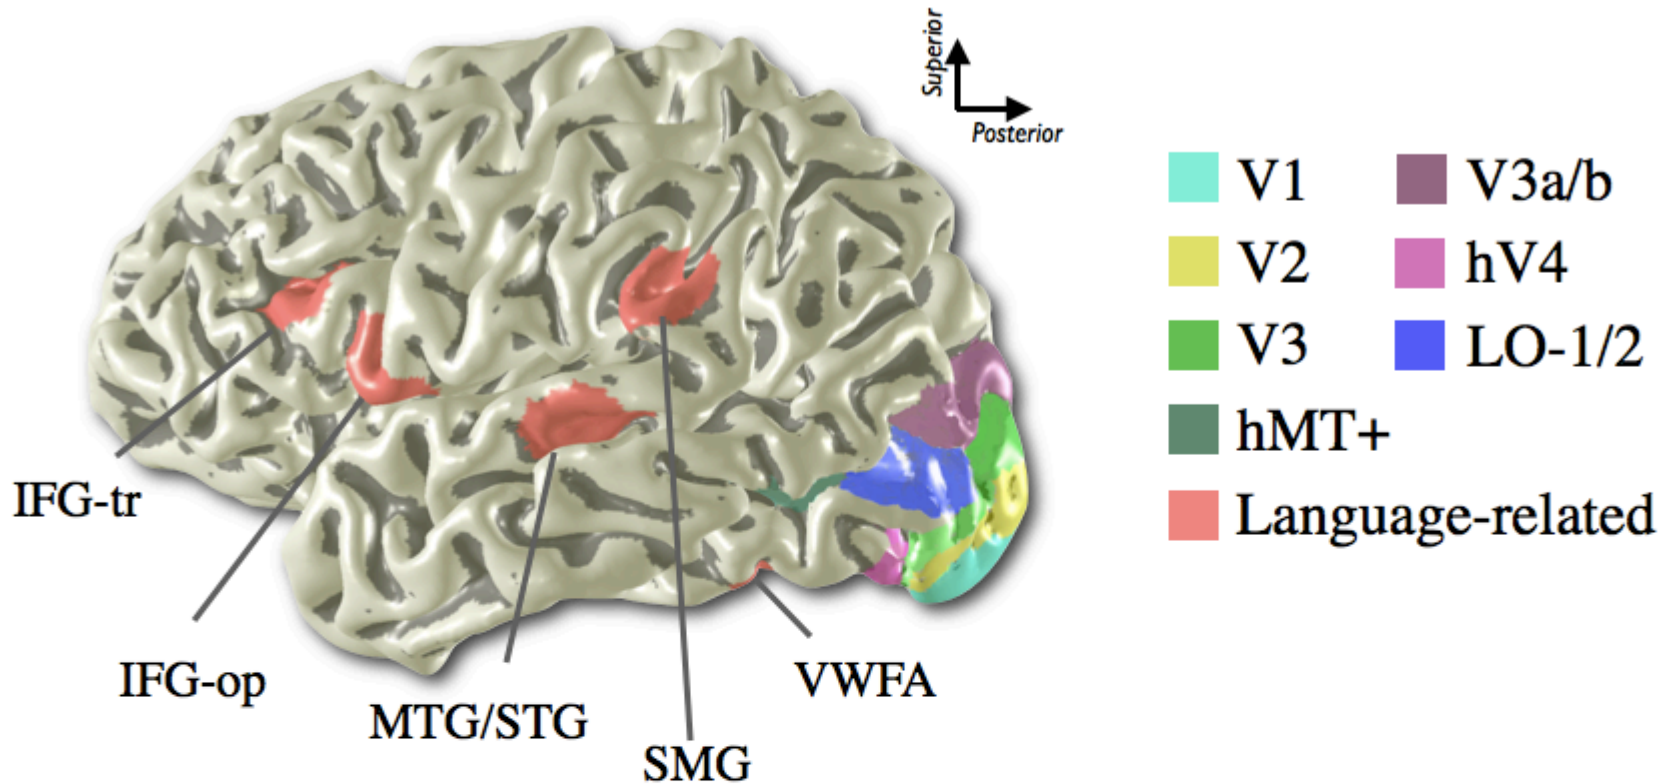 Superior
Posterior
V1
V3a/b
V2
hV4
V3
LO-1/2
hMT+
Language-related
IFG-tr
IFG-op
MTG/STG
SMG
VWFA